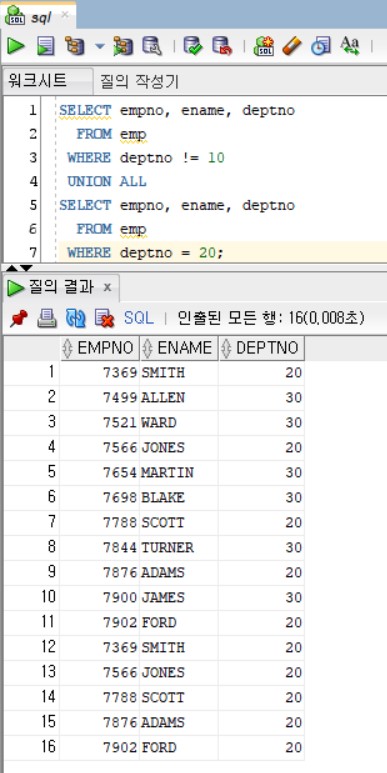 sql
SQL
Aa
워크시트 질의 작성기
1 SELECT empno, ename, deptno
2 FROM emp
3 WHERE deptno != 10
4 UNION ALL
5 SELECT empno, ename, deptno
6 FROM emp
7 WHERE deptno = 20;
질의 결과 x
SQL | 인출된 모든 행: 16(0,008초)
EMPNO ENAME DEPTNO
1 7369 SMITH 20
2 7499 ALLEN 30
3 7521 WARD 30
4 7566 JONES 20
5 7654 MARTIN 30
6 7698 BLAKE 30
7 7788 SCOTT 20
8 7844 TURNER 30
9 7876 ADAMS 20
10 7900 JAMES 30
11 7902 FORD 20
12 7369 SMITH 20
13 7566 JONES 20
14 7788 SCOTT 20
15 7876 ADAMS 20
16 7902 FORD 20